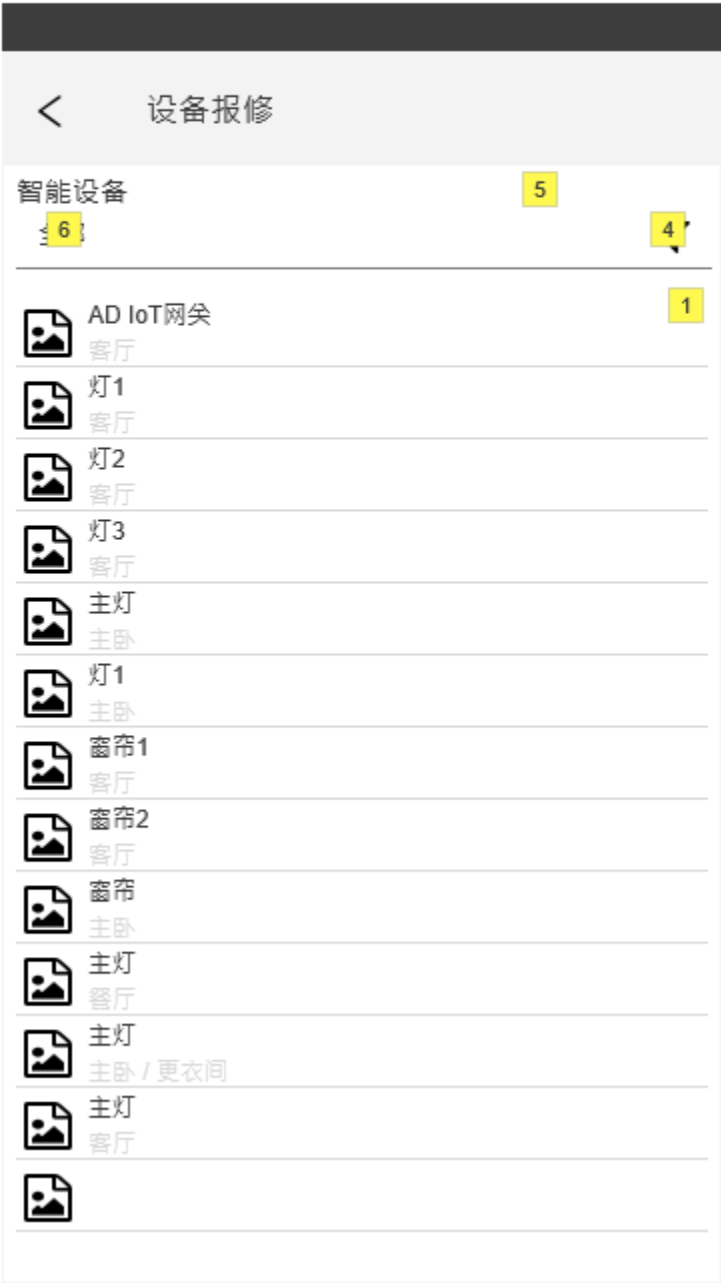 设备报修
智能设备
5
6
4
AD IoT网关
1
客厅
灯1
客厅
灯2
客厅
灯3
客厅
主灯
主卧
灯1
主卧
窗帘1
客厅
窗帘2
客厅
窗帘
主卧
主灯
餐厅
主灯
主卧 / 更衣间
主灯
客厅